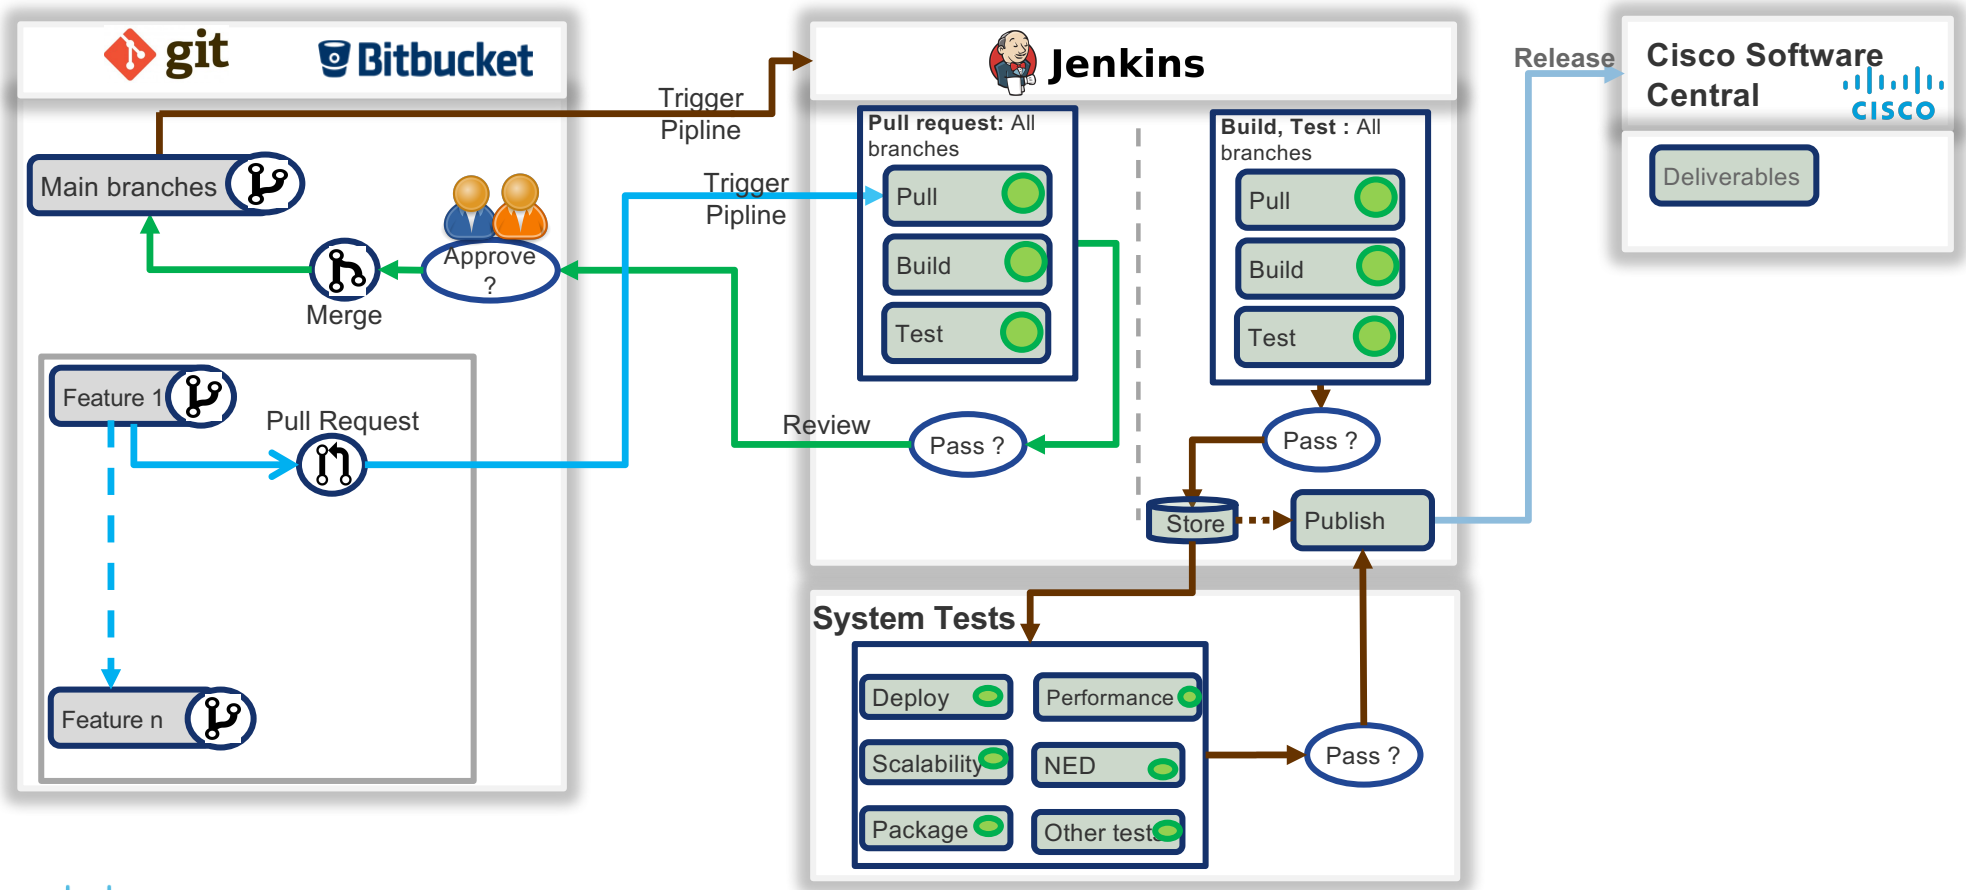 git
Bitbucket
Jenkins
Release
Cisco Software
Central
CISCO
Trigger
Pipline
Main branches
Approve
?
Merge
Trigger
Pipline
Pull request: All
branches
Pull
Build
Test
Build, Test : All
branches
Pull
Build
Test
Deliverables
Feature 1
Pull Request
Review
Pass ?
Pass ?
Store
Publish
Feature n
System Tests
Deploy
Performance
Scalability
NED
Package
Other tests
Pass ?